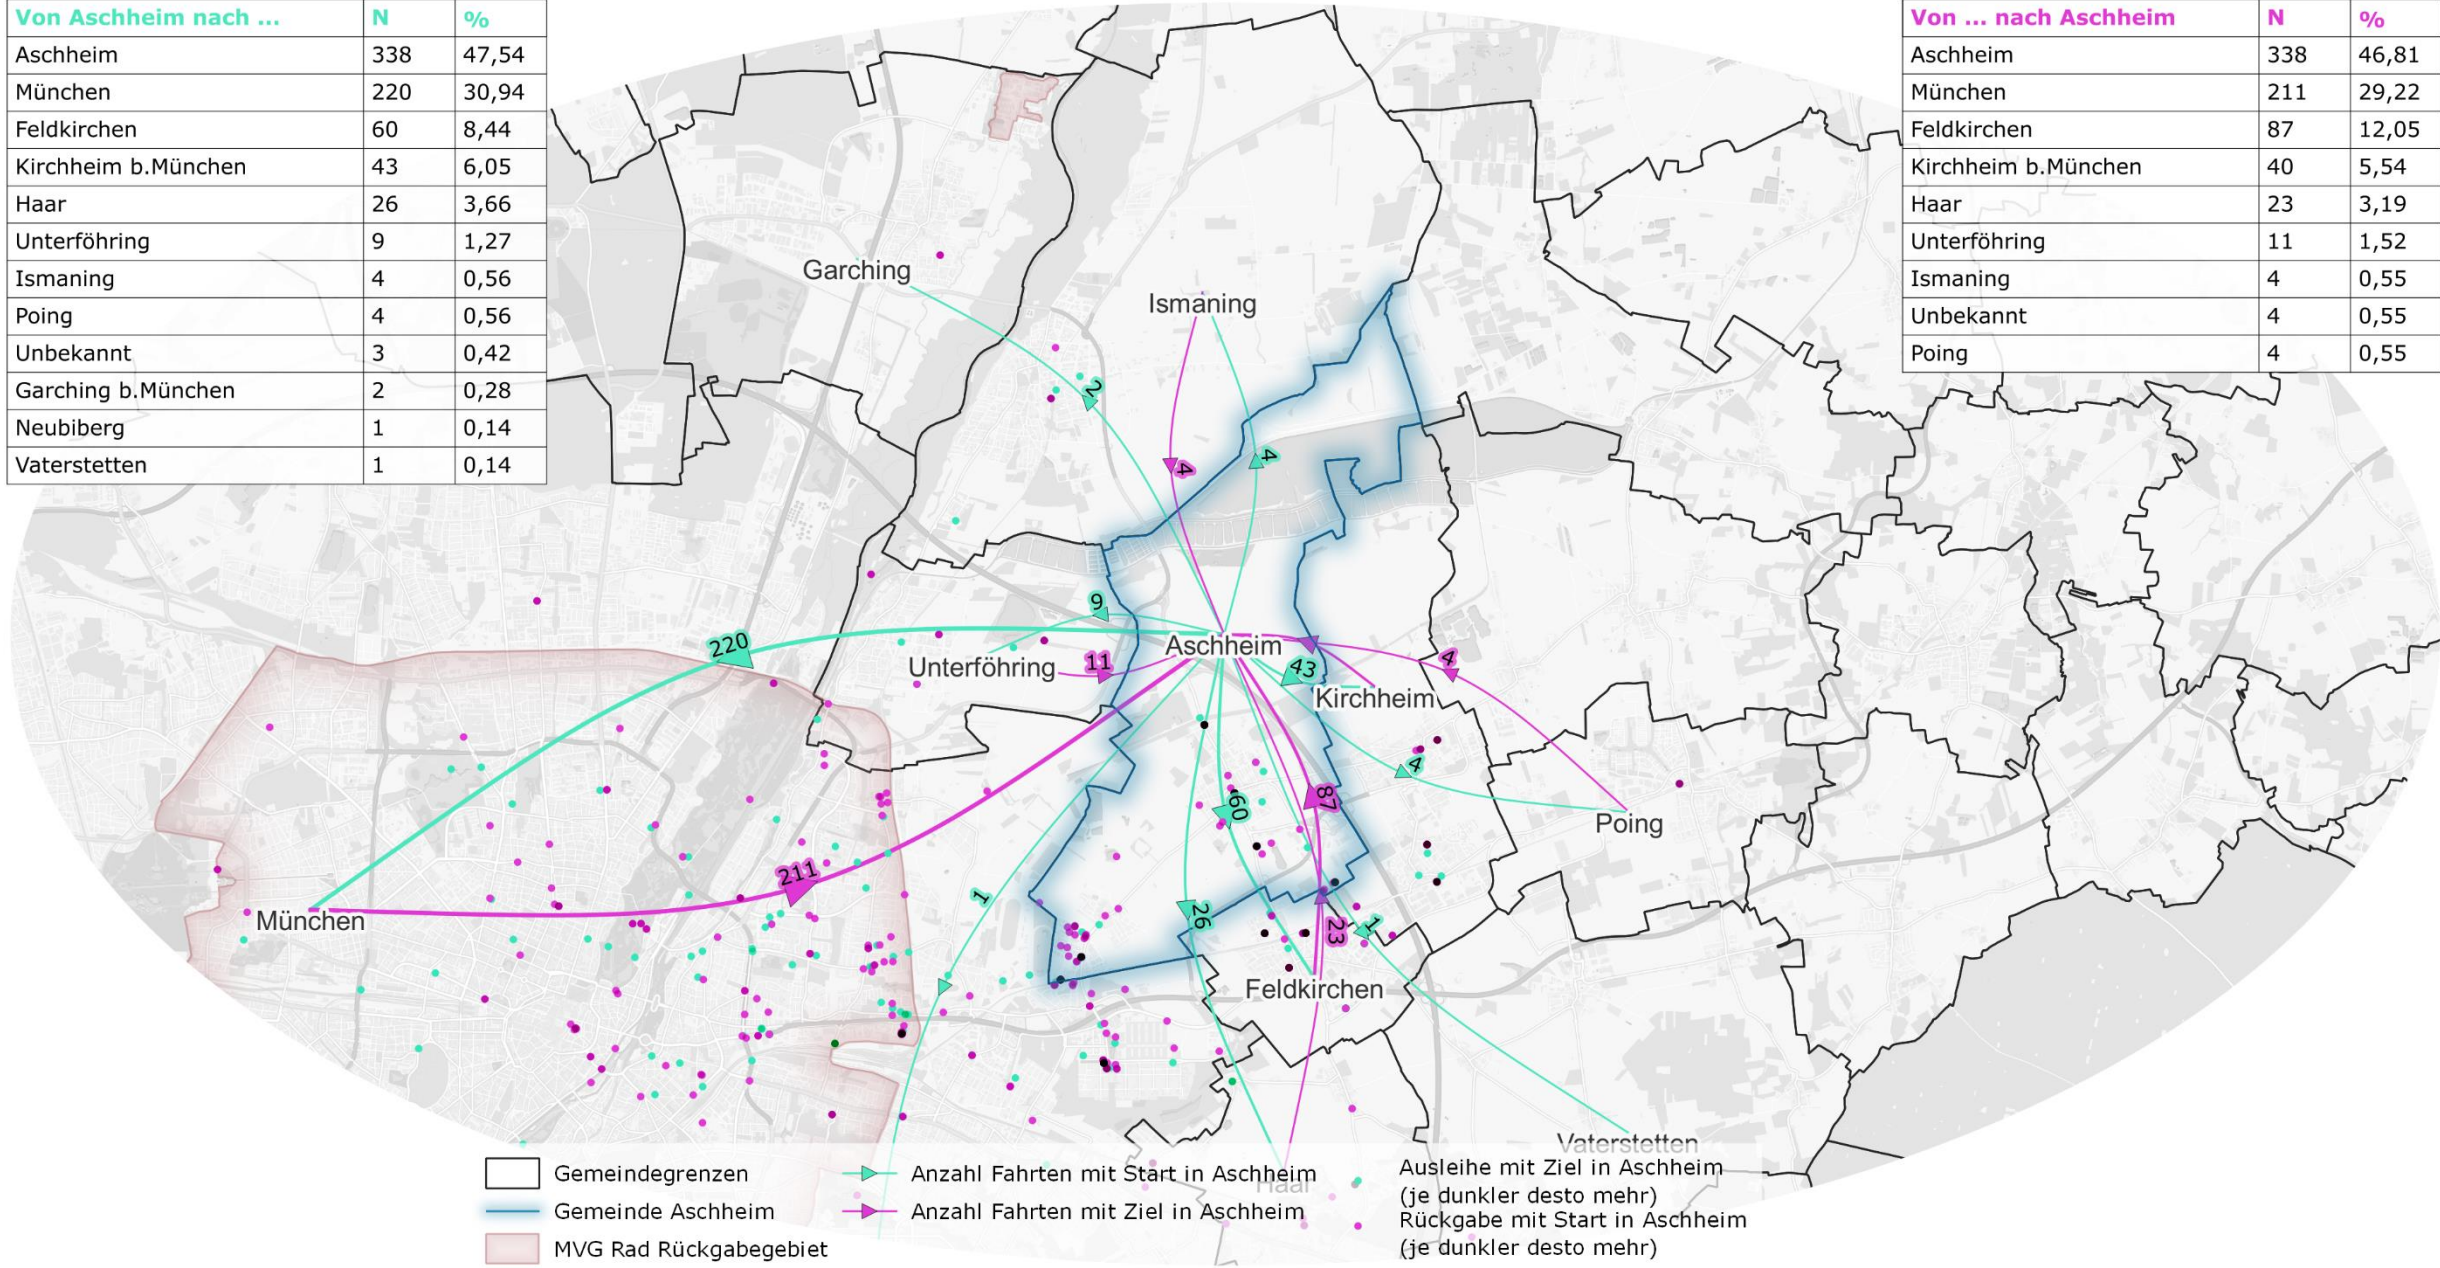 Von Aschheim nach ... N %
Aschheim 338 47,54
München 220 30,94
Feldkirchen 60 8,44
Kirchheim b.München 43 6,05
Haar 26 3,66
Unterföhring 9 1,27
Ismaning 4 0,56
Poing 4 0,56
Unbekannt 3 0,42
Garching b.München 2 0,28
Neubiberg 1 0,14
Vaterstetten 1 0,14
Von ... nach Aschheim N %
Aschheim 338 46,81
München 211 29,22
Feldkirchen 87 12,05
Kirchheim b.München 40 5,54
Haar 23 3,19
Unterföhring 11 1,52
Ismaning 4 0,55
Unbekannt 4 0,55
Poing 4 0,55
Garching
Ismaning
2
4
4
9
220
Aschheim
11
Unterföhring
43
4
Kirchheim
4
60
87
Poing
211
1
26
23
1
München
Feldkirchen
Vaterstetten
Haar
Gemeindegrenzen
Gemeinde Aschheim
MVG Rad Rückgabegebiet
Anzahl Fahrten mit Start in Aschheim
Anzahl Fahrten mit Ziel in Aschheim
Ausleihe mit Ziel in Aschheim
(je dunkler desto mehr)
Rückgabe mit Start in Aschheim
(je dunkler desto mehr)